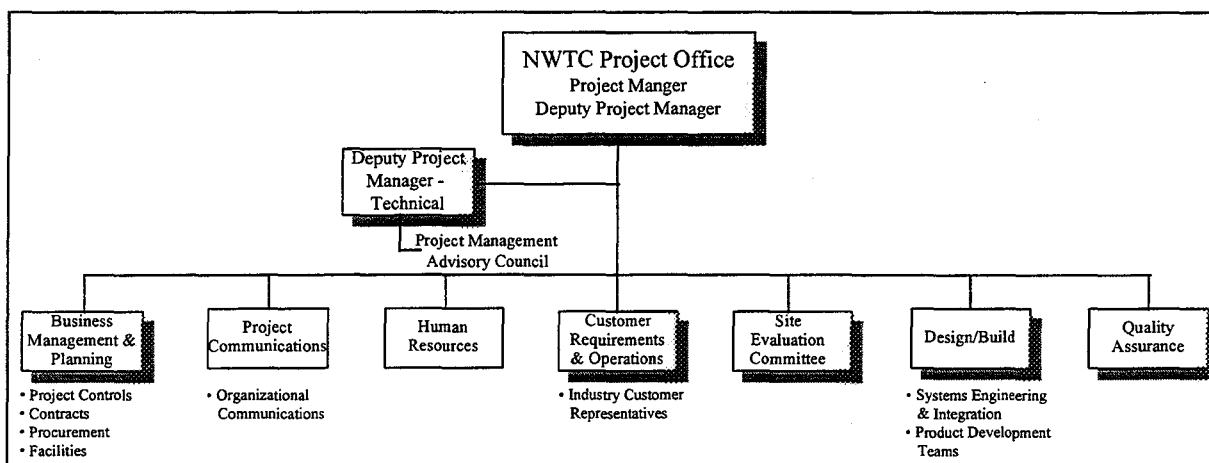 NWTC Project Office
Project Manger
Deputy Project Manager
Deputy Project
Manager -
Technical
Project Management
Advisory Council
Business
Management &
Planning
• Project Controls
• Contracts
• Procurement
• Facilities
Project
Communications
• Organizational
Communications
Human
Resources
Customer
Requirements
& Operations
• Industry Customer
Representatives
Site
Evaluation
Committee
Design/Build
• Systems Engineering
& Integration
• Product Development
Teams
Quality
Assurance